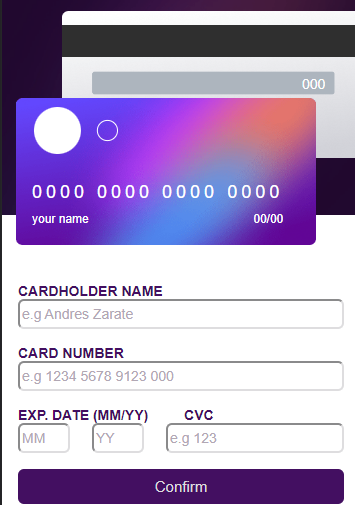 000
0000 0000 0000 0000
your name 00/00
CARDHOLDER NAME
e.g Andres Zarate
CARD NUMBER
e.g 1234 5678 9123 000
EXP. DATE (MM/YY) CVC
MM YY e.g 123
Confirm